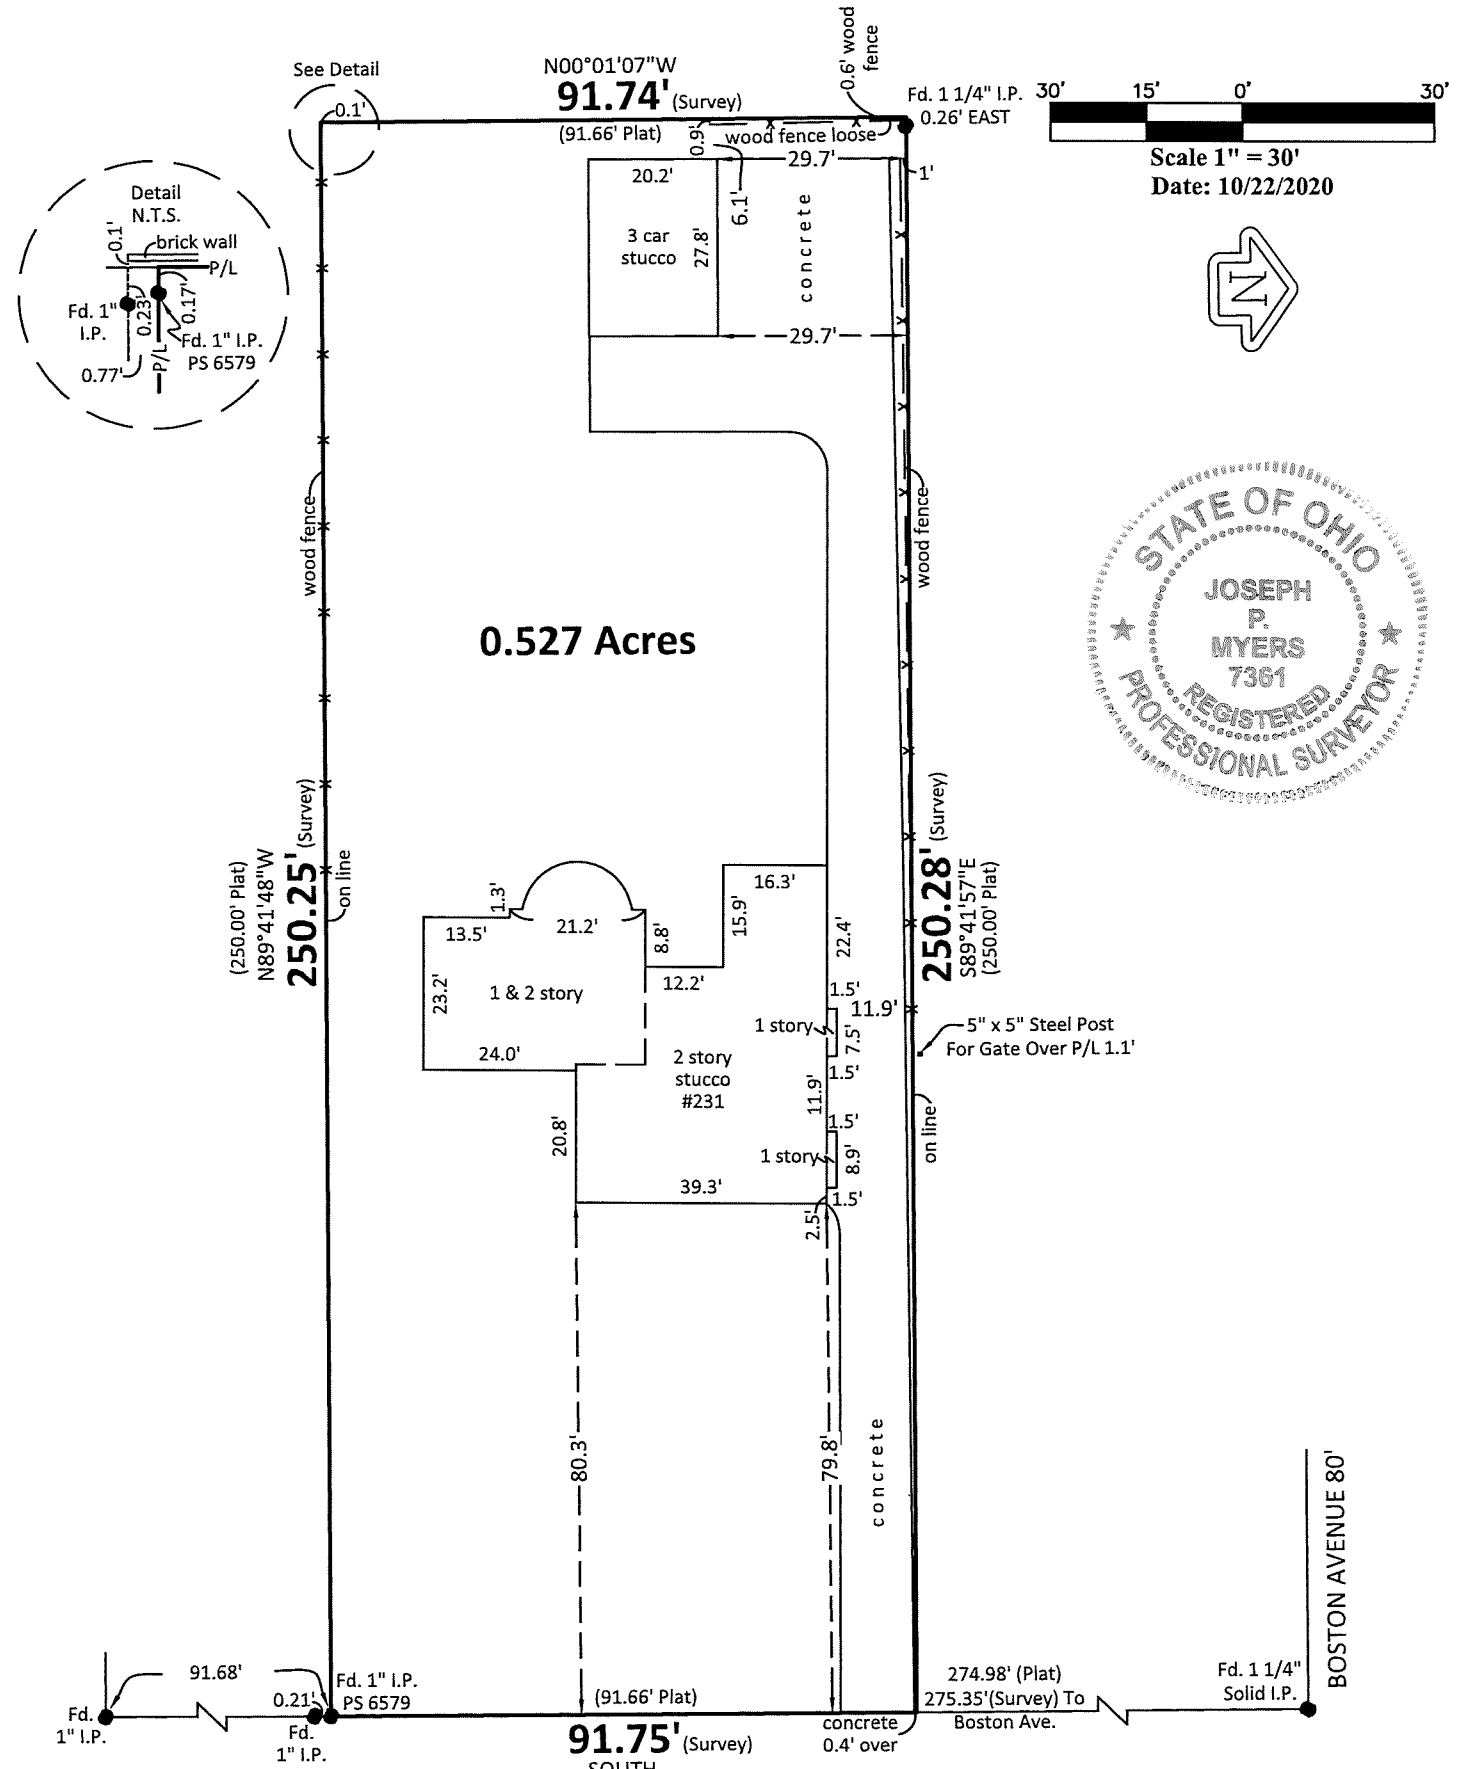 See Detail
0.1'
N00°01'07"W
91.74' (Survey)
(91.66' Plat)
0.6' wood
fence
Fd. 1 1/4" I.P.
0.26' EAST
30' 15' 0' 30'
Scale 1" = 30'
Date: 10/22/2020
N
0.9'
wood fence loose
29.7'
1'
20.2'
6.1'
3 car
stucco
27.8'
concrete
29.7'
Detail
N.T.S.
0.1'
brick wall
P/L
Fd. 1"
I.P.
0.23'
0.17'
Fd. 1" I.P.
PS 6579
P/L
0.77'
wood fence
wood fence
STATE OF OHIO
JOSEPH
P.
MYERS
7361
REGISTERED
PROFESSIONAL SURVEYOR
0.527 Acres
(250.00' Plat)
N89°41'48"W
250.25' (Survey)
on line
250.28' (Survey)
S89°41'57"E
(250.00' Plat)
16.3'
1.3'
15.9'
13.5'
21.2'
8.8'
22.4'
12.2'
23.2'
1 & 2 story
1.5'
11.9'
1 story
7.5'
5" x 5" Steel Post
For Gate Over P/L 1.1'
24.0'
2 story
stucco
#231
1.5'
11.9'
1.5'
on line
20.8'
1 story
8.9'
39.3'
1.5'
2.5'
80.3'
79.8'
concrete
BOSTON AVENUE 80'
91.68'
Fd.
1" I.P.
0.21'
Fd.
1" I.P.
Fd. 1" I.P.
PS 6579
(91.66' Plat)
91.75' (Survey)
SOUTH
concrete
0.4' over
274.98' (Plat)
275.35'(Survey) To
Boston Ave.
Fd. 1 1/4"
Solid I.P.